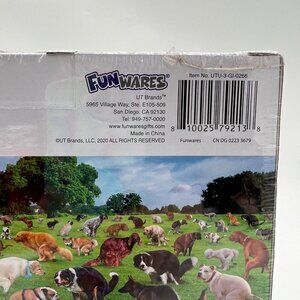 FUNWARES®
UT Brands™
5965 Village Way, Ste. E105-509
San Diego, CA 92130
Tel: 949-757-0000
www.funwaresgifts.com
Made in China
©UT Brands, LLC, 2020 ALL RIGHTS RESERVED
Item No. UTU-3-GI-0266
8 10025 79213 8
Funwares
CN DG 0223 3679